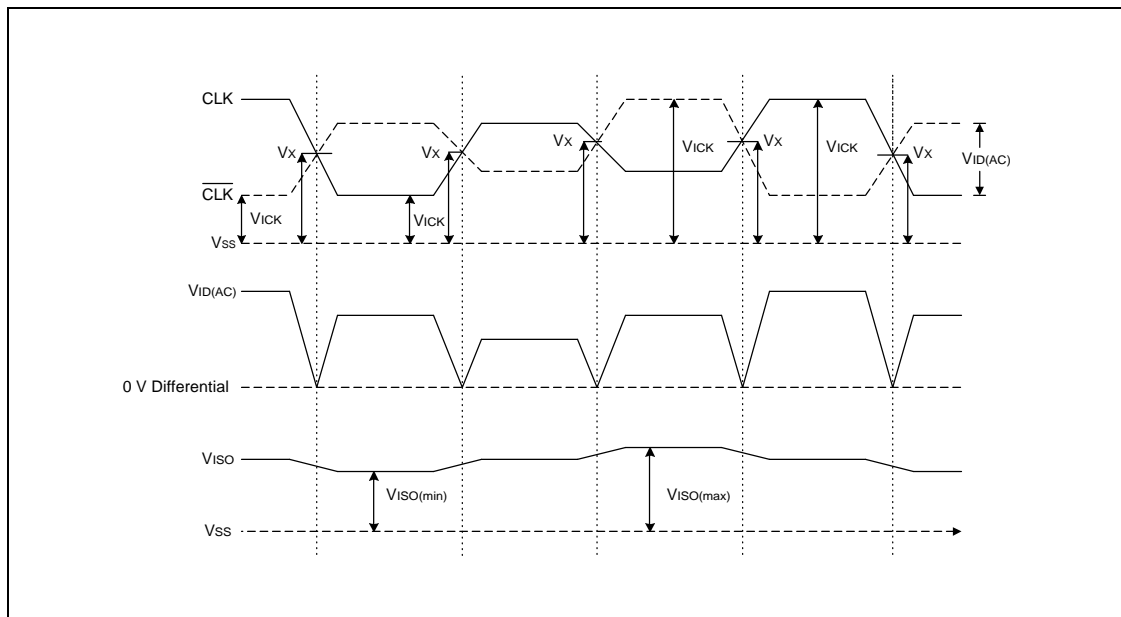 CLK
VX
VX
VX
VICK
VX
VICK
VX
VID(AC)
CLK
VICK
VICK
VSS
VID(AC)
0 V Differential
VISO
VISO(min)
VISO(max)
VSS